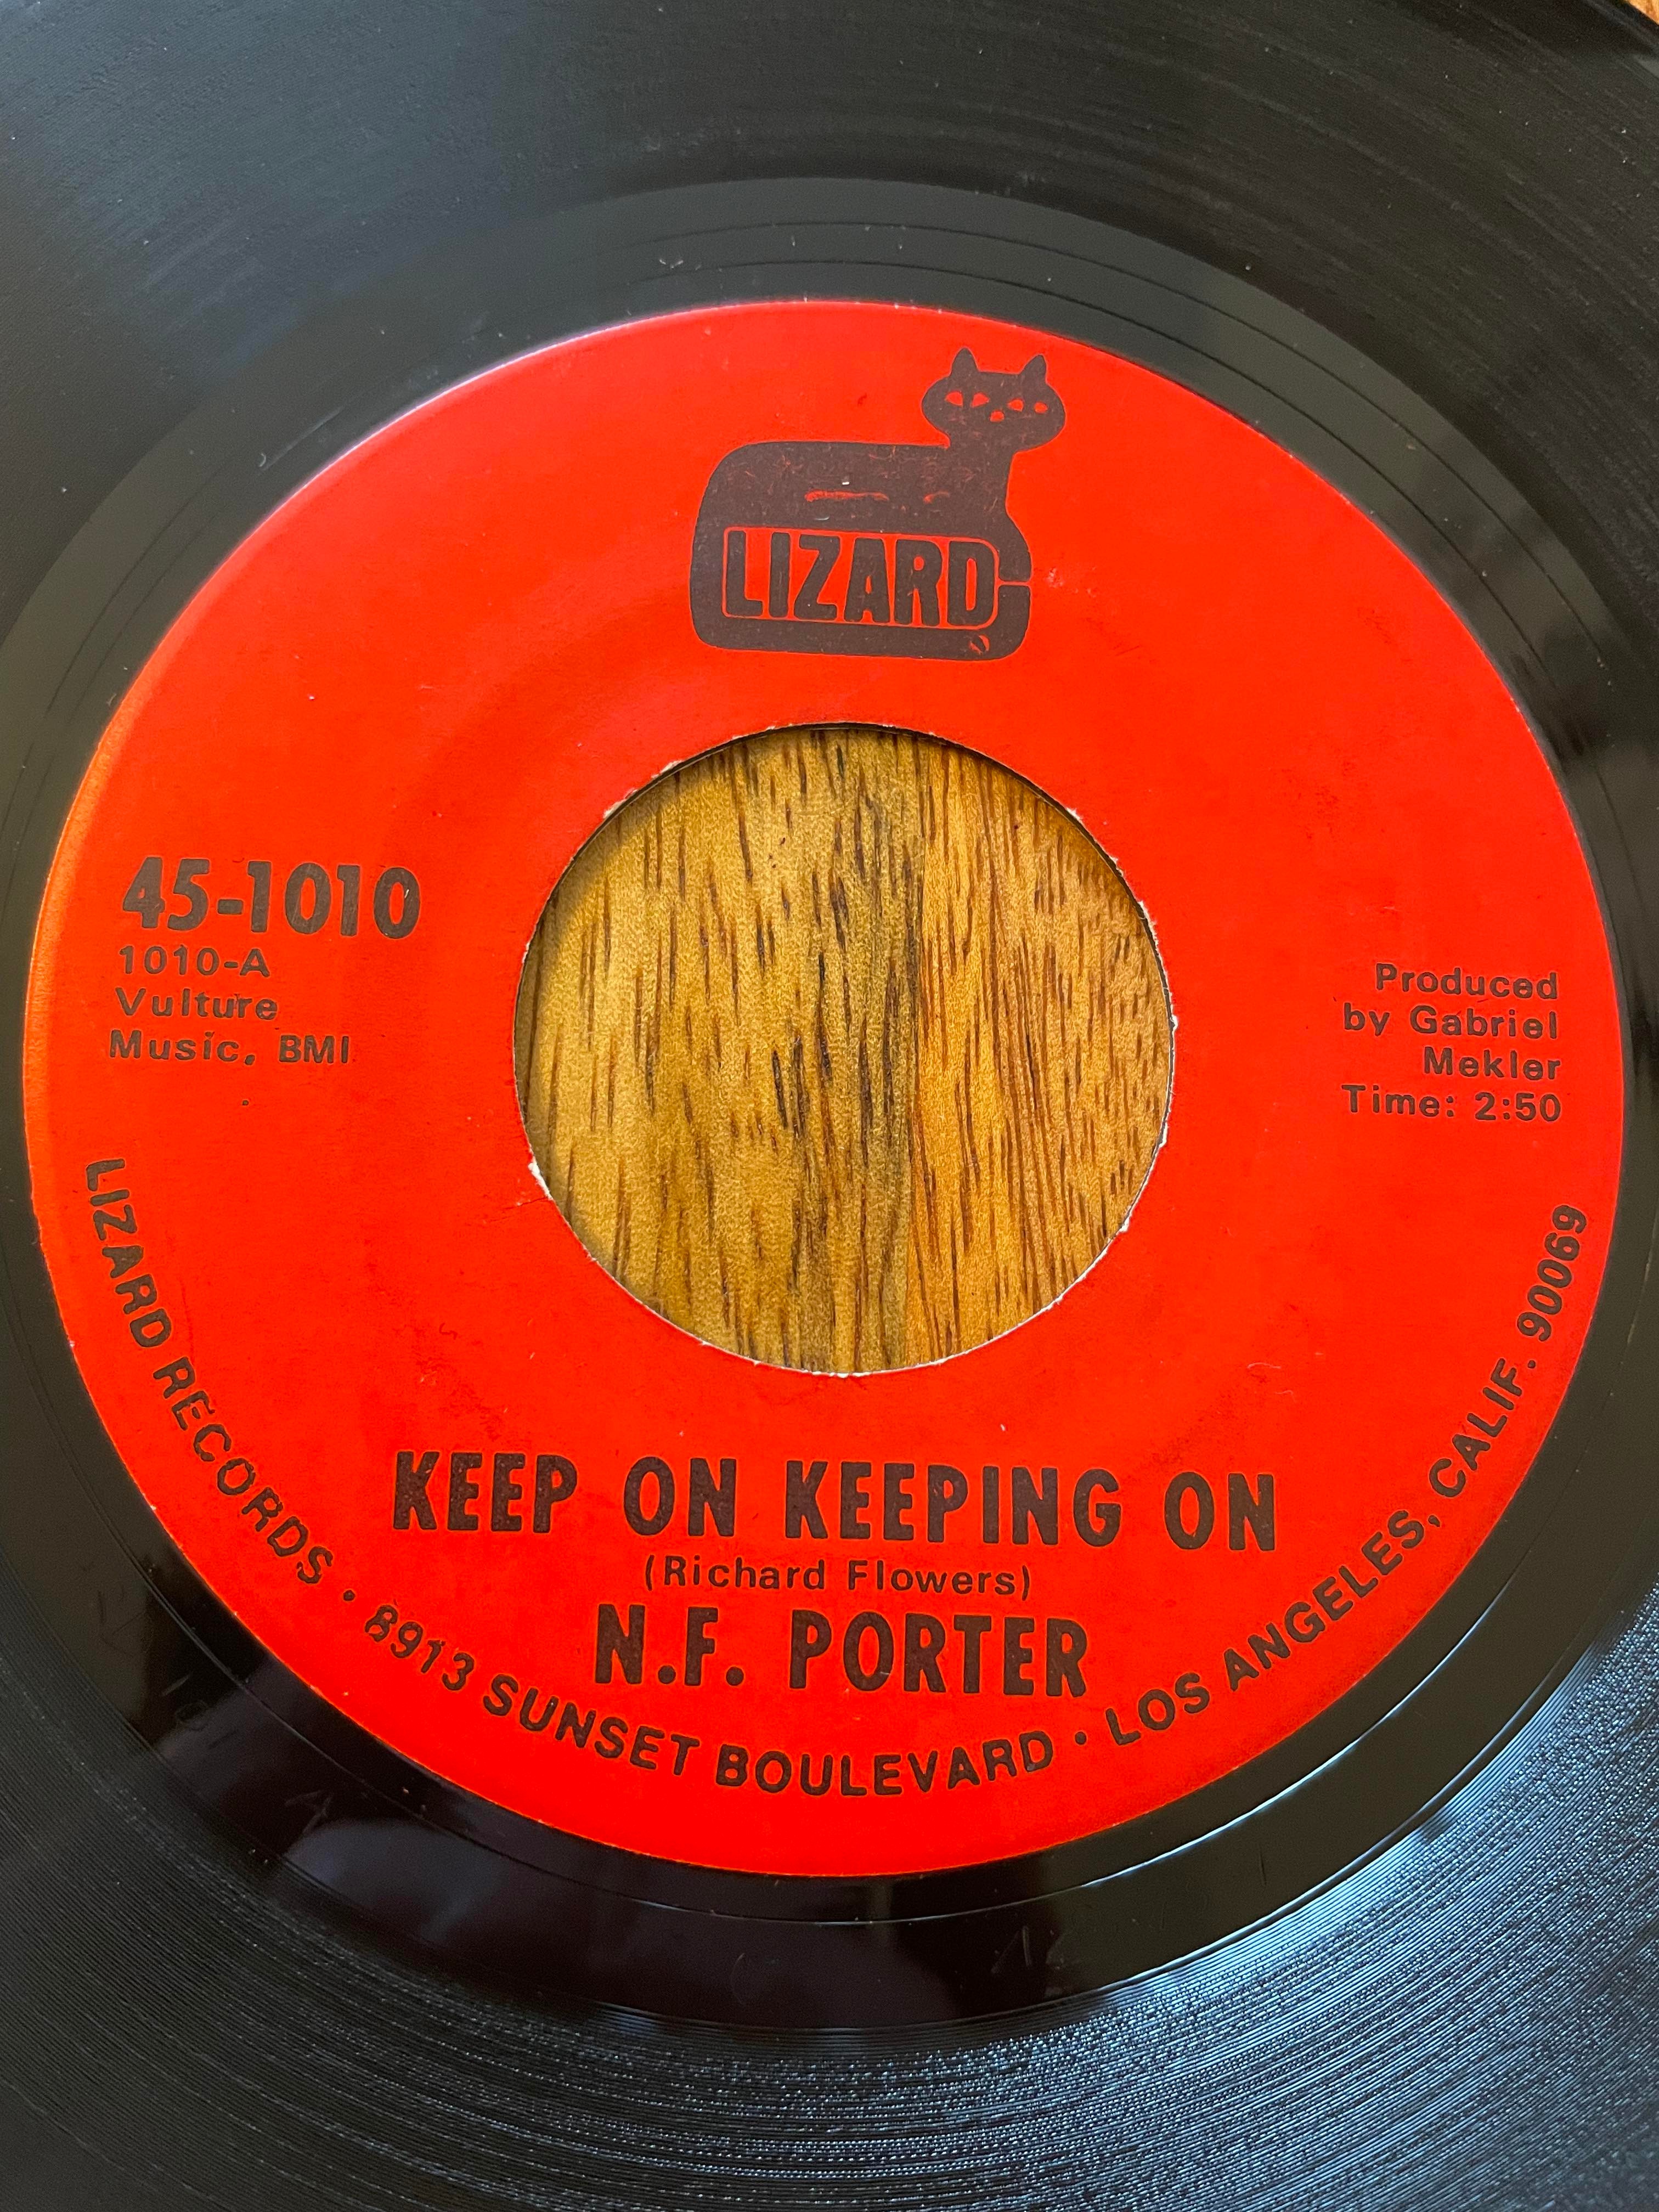 LIZARD
45-1010
1010-A
Vulture
Music, BMI
Produced
by Gabriel
Mekler
Time: 2:50
KEEP ON KEEPING ON
(Richard Flowers)
N.F. PORTER
LIZARD RECORDS • 8913 SUNSET BOULEVARD • LOS ANGELES, CALIF. 90069